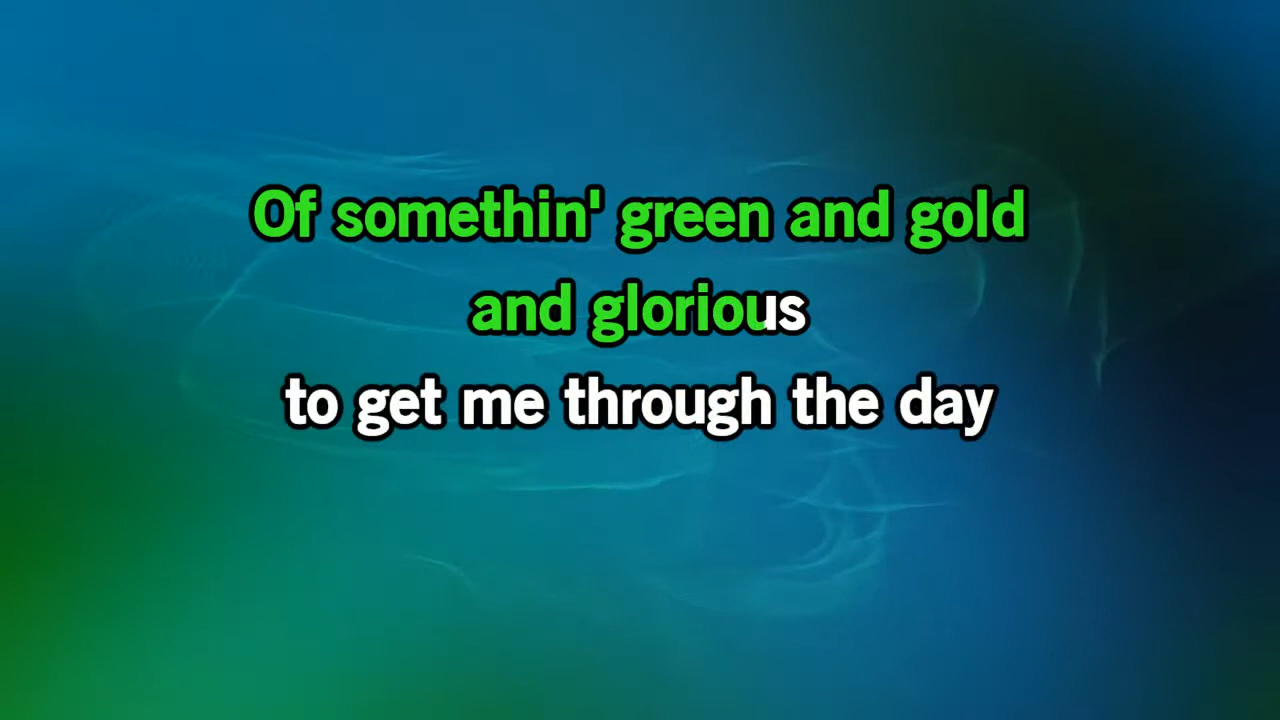 Of somethin' green and gold
and glorious
to get me through the day